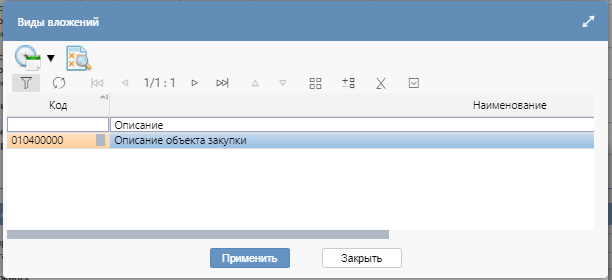 Виды вложений
1/1 : 1
Код Наименование
Описание
010400000 Описание объекта закупки
Применить Закрыть